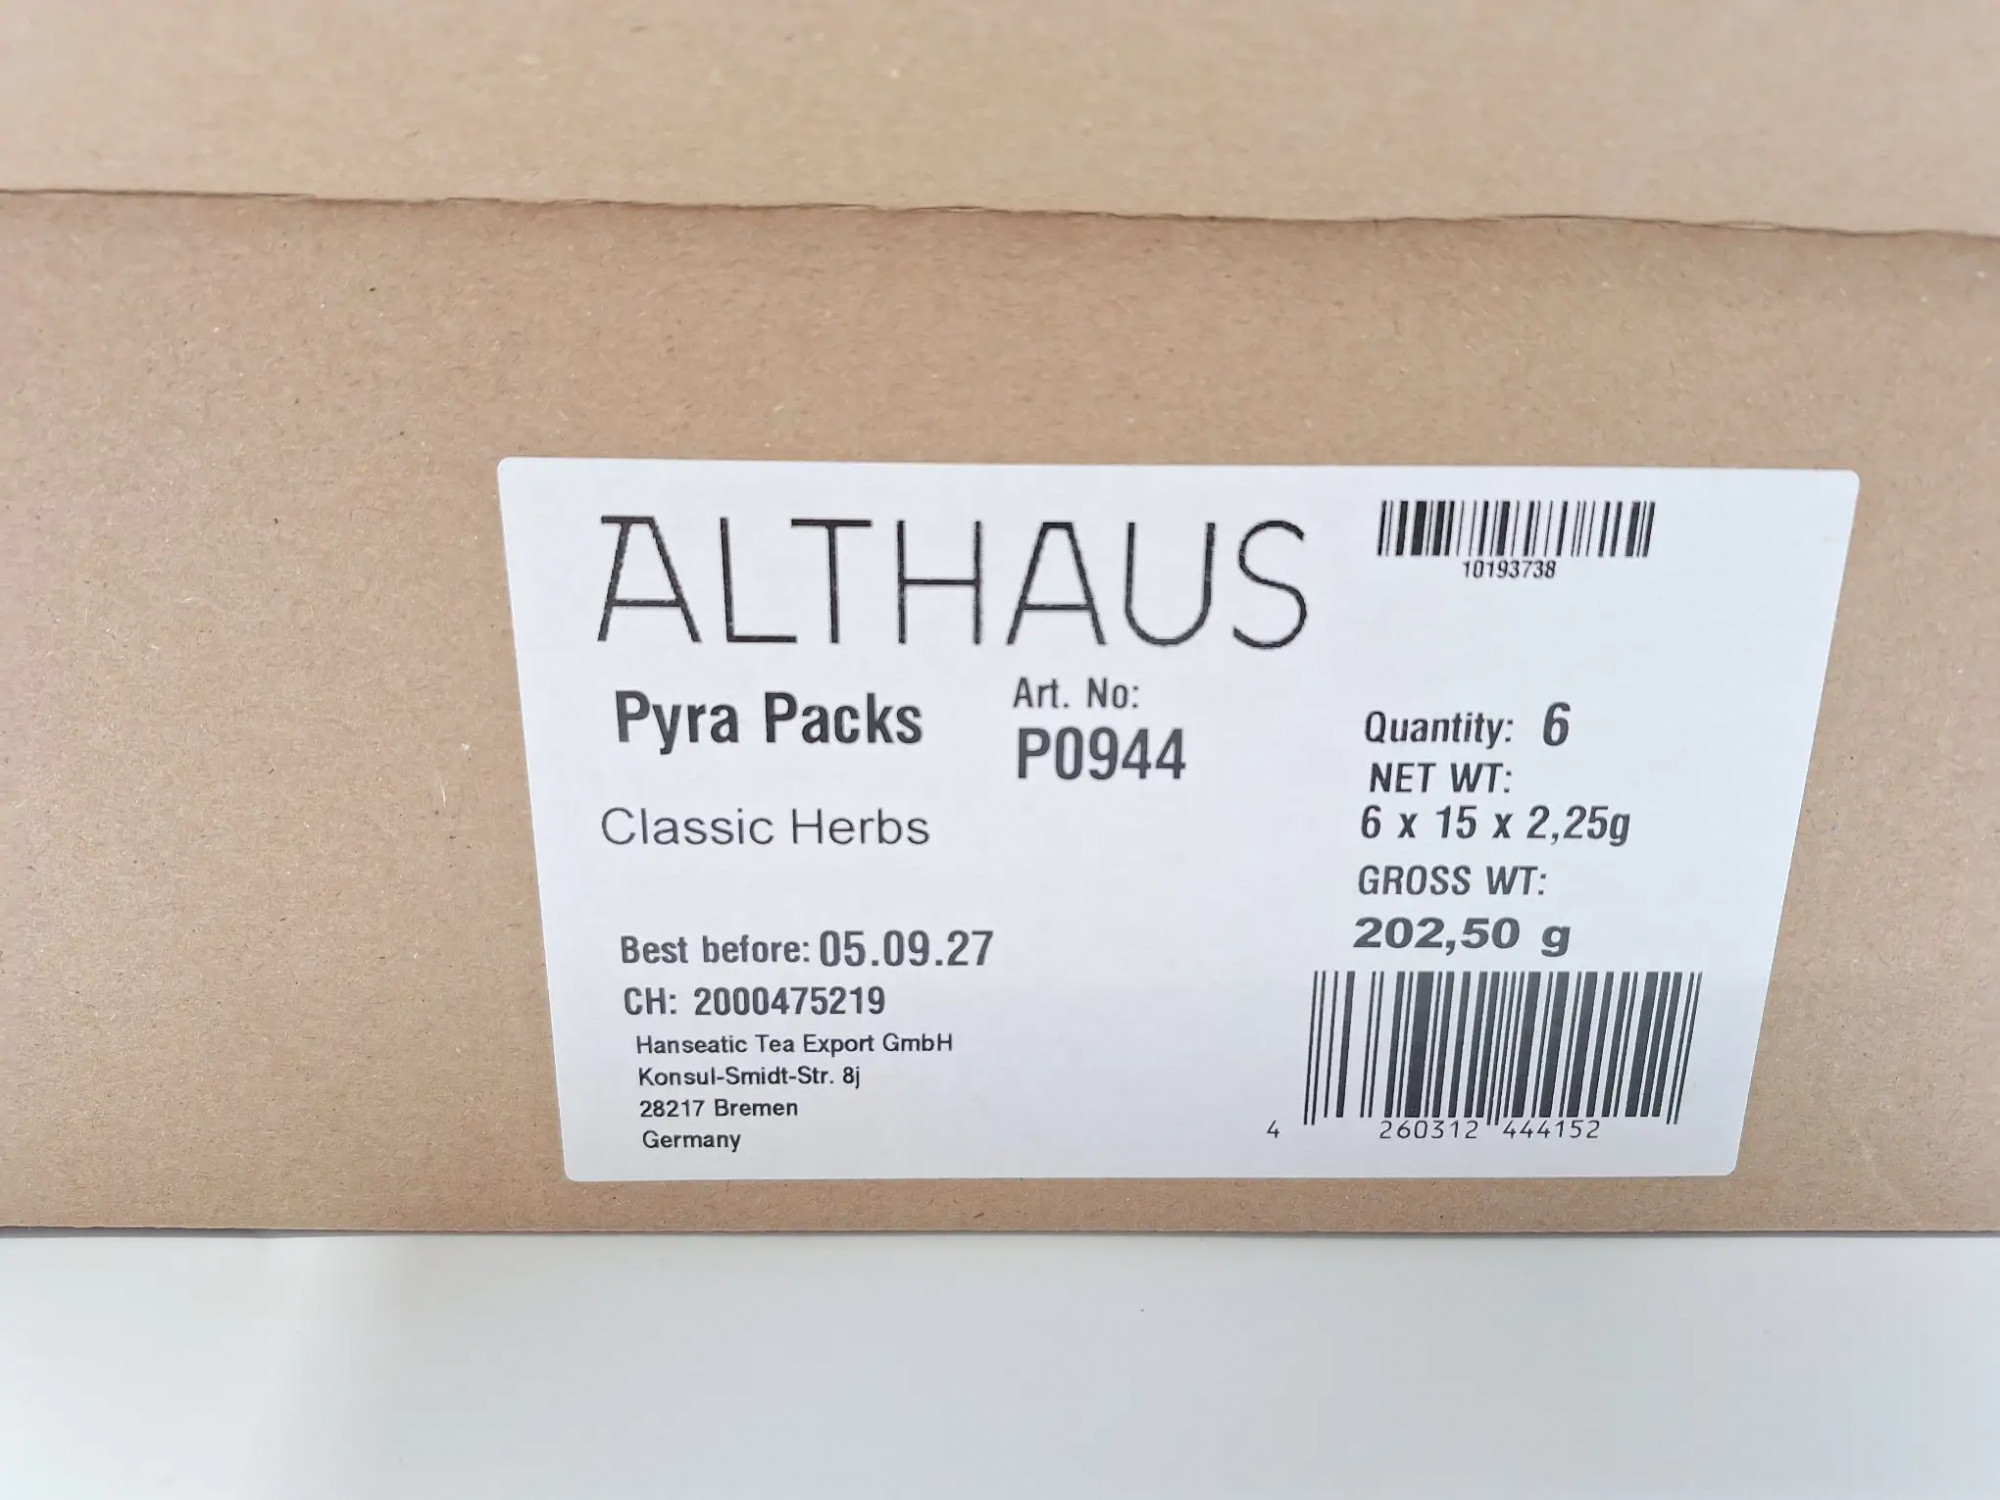 ALTHAUS
10193738
Pyra Packs
Art. No:
P0944
Classic Herbs
Quantity: 6
NET WT:
6 x 15 x 2,25g
GROSS WT:
202,50 g
Best before: 05.09.27
CH: 2000475219
Hanseatic Tea Export GmbH
Konsul-Smidt-Str. 8j
28217 Bremen
Germany
4 260312 444152